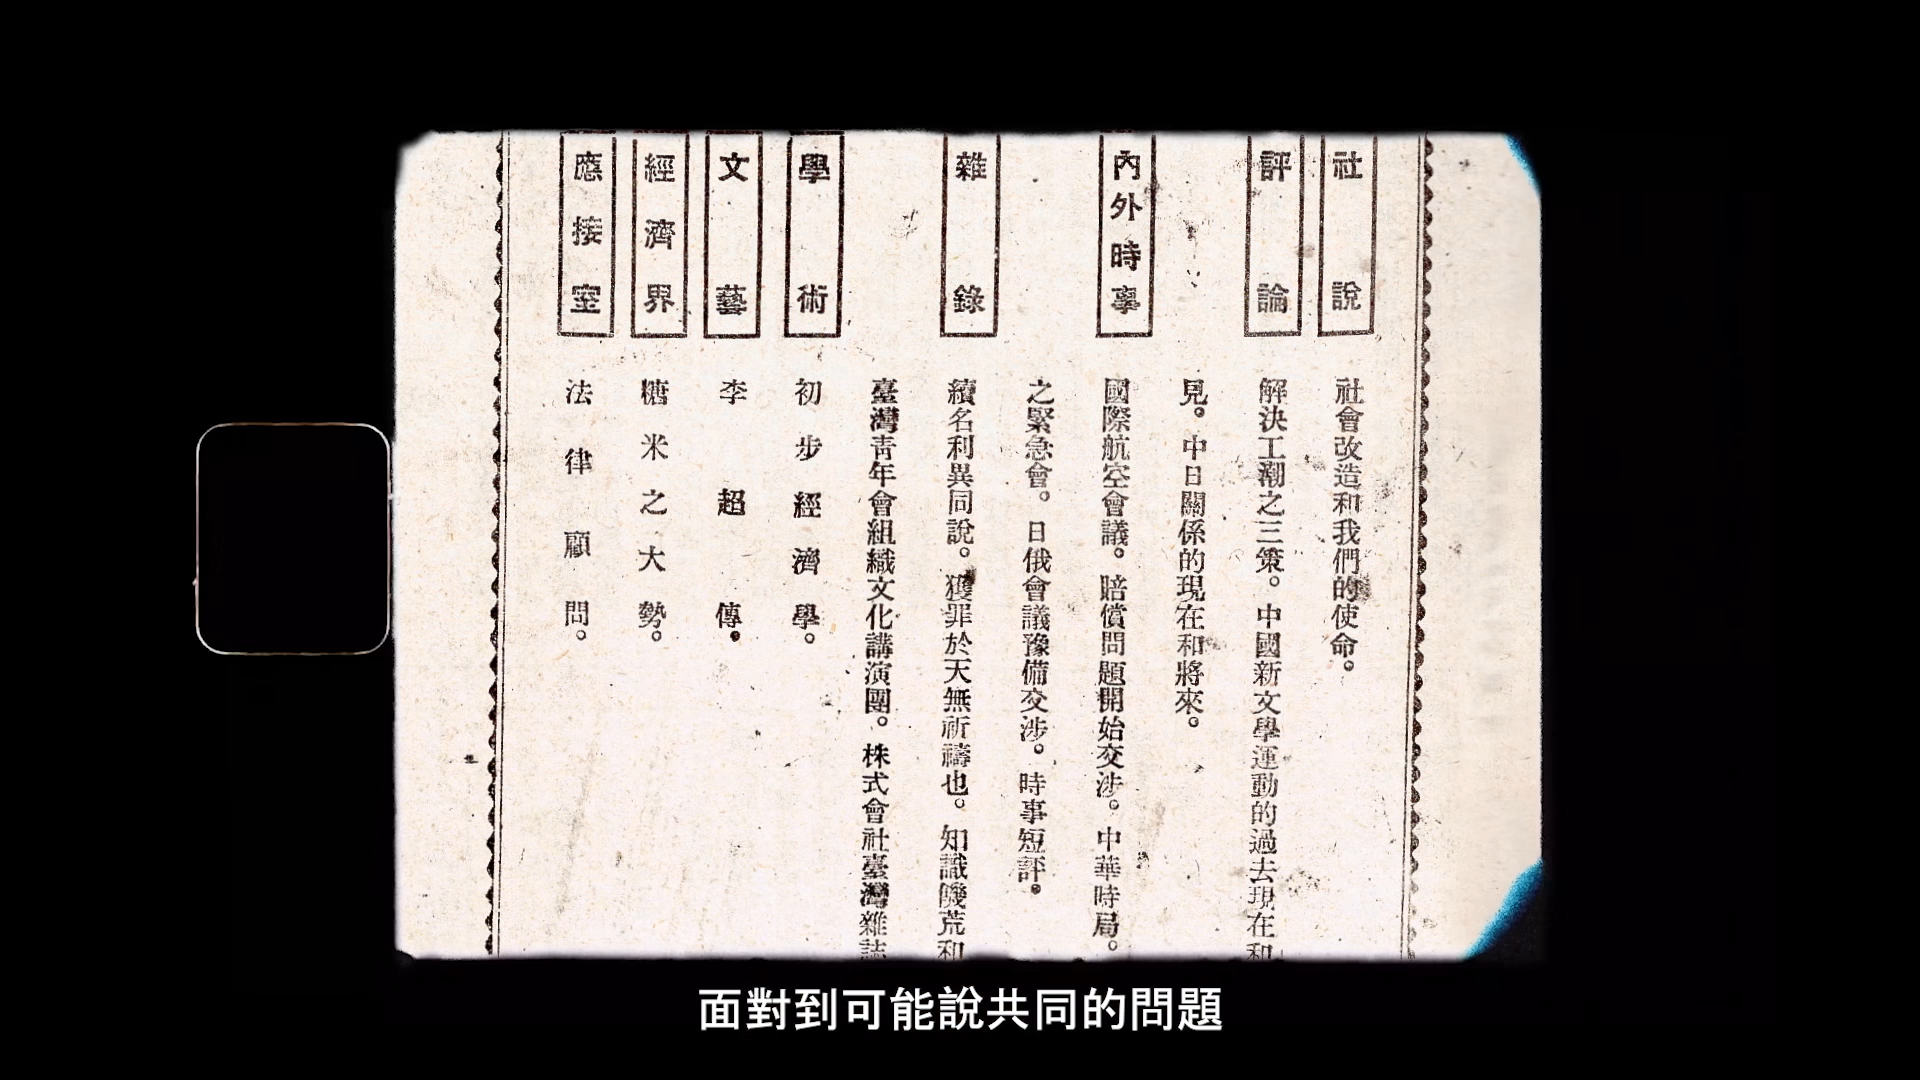 社說
社會改造和我們的使命。
評論
解決工潮之三策。中國新文學運動的過去現在和
見。中日關係的現在和將來。
內外時事
國際航空會議。賠償問題開始交涉。中華時局。
之緊急會。日俄會議豫備交涉。時事短評。
雜錄
續名利異同說。獲罪於天無祈禱也。知識饑荒和
臺灣靑年會組織文化講演團。株式會社臺灣雜誌
學術
初步經濟學。
文藝
李超傳。
經濟界
糖米之大勢。
應接室
法律顧問。
面對到可能說共同的問題